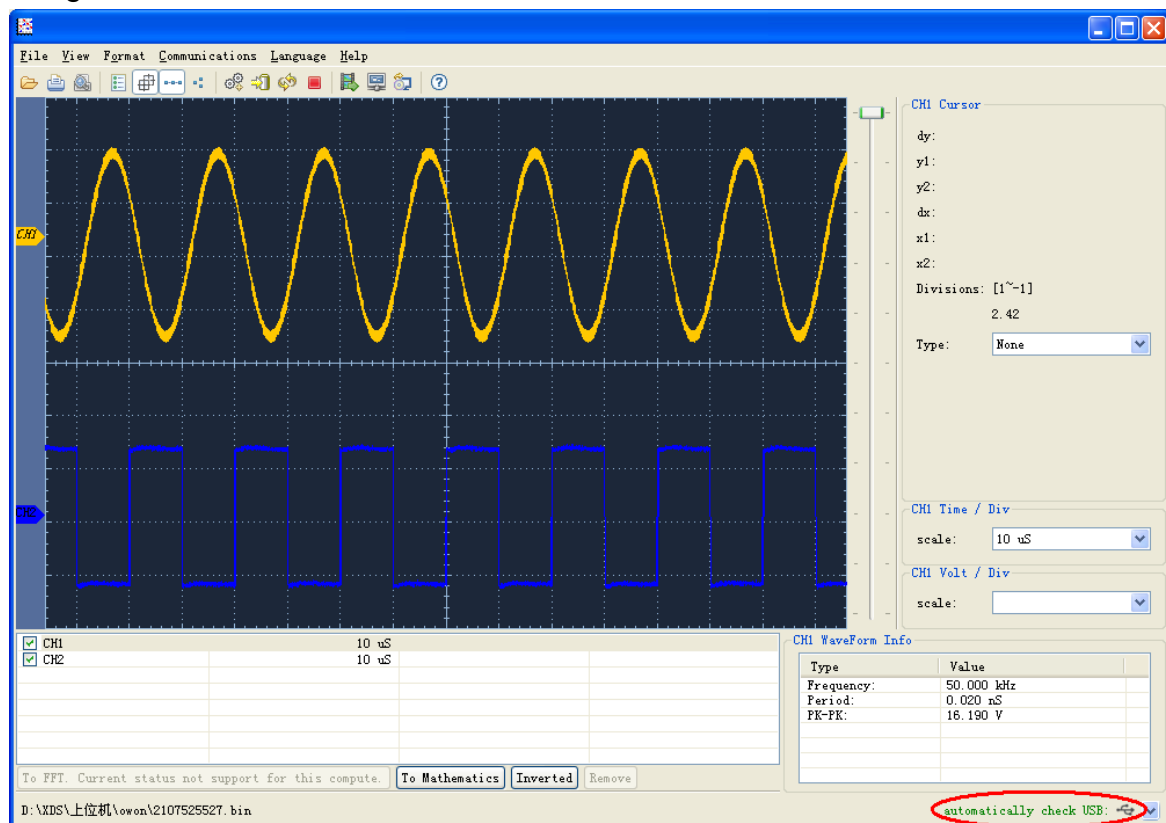 File View Format Communications Language Help
CH1
CH2
CH1 Cursor
dy:
y1:
y2:
dx:
x1:
x2:
Divisions: [1~-1]
2.42
Type: None
CH1 Time / Div
scale: 10 uS
CH1 Volt / Div
scale:
CH1 10 uS
CH2 10 uS
To FFT. Current status not support for this compute. To Mathematics Inverted Remove
CH1 WaveForm Info
Type Value
Frequency: 50.000 kHz
Period: 0.020 nS
PK-PK: 16.190 V
D:\XDS\上位机\owon\2107525527.bin
automatically check USB: